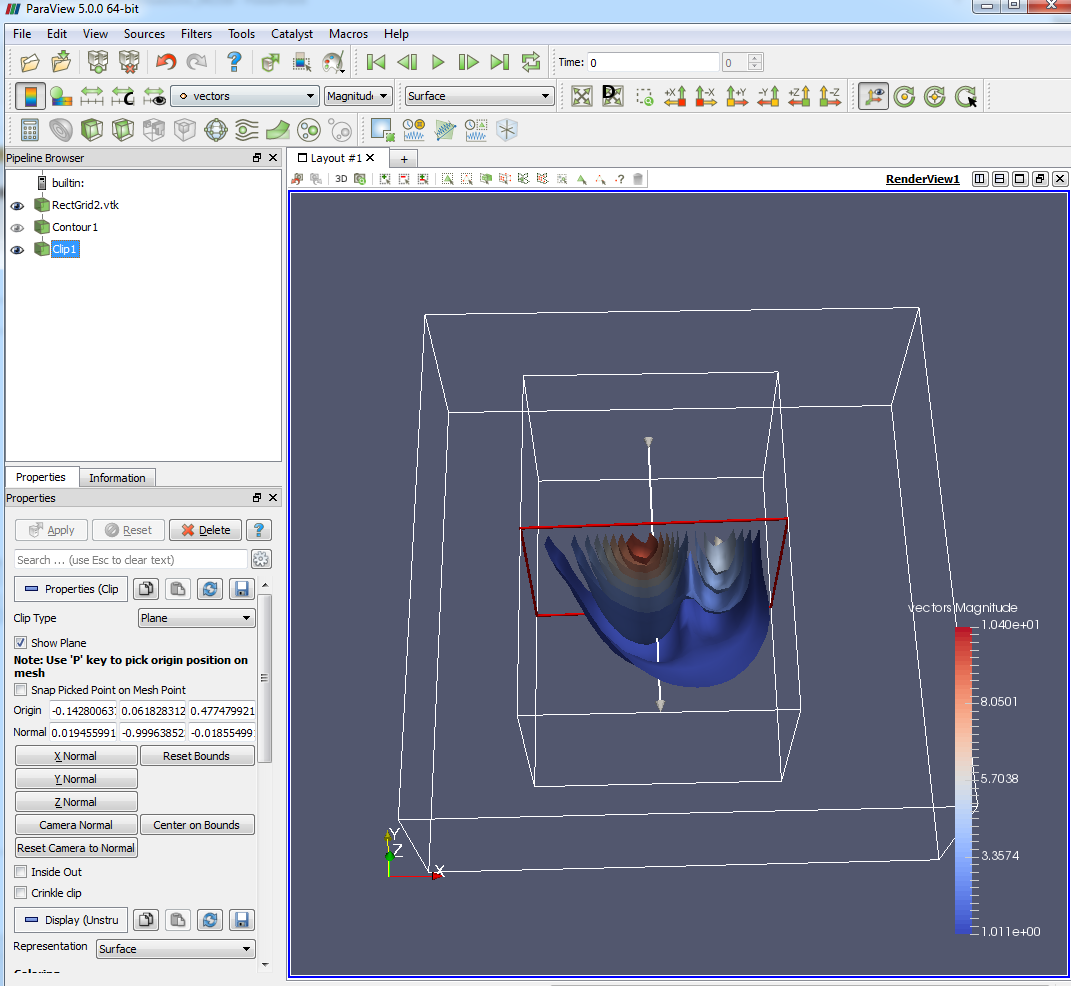 ParaView 5.0.0 64-bit
File Edit View Sources Filters Tools Catalyst Macros Help
? Time: 0 0
C vectors Magnitude Surface D +X -X +Y -Y +Z -Z
Pipeline Browser
builtin:
RectGrid2.vtk
Contour1
Clip1
Layout #1 +
3D ? RenderView1
Properties Information
Properties
Apply Reset Delete ?
Search ... (use Esc to clear text)
Properties (Clip
Clip Type Plane
Show Plane
Note: Use 'P' key to pick origin position on
mesh
Snap Picked Point on Mesh Point
Origin -0.14280063 0.061828312 0.477479921
Normal 0.019455991 -0.99963852 -0.01855499
X Normal Reset Bounds
Y Normal
Z Normal
Camera Normal Center on Bounds
Reset Camera to Normal
Inside Out
Crinkle clip
Display (Unstru
Representation Surface
Coloring
vectors Magnitude
1.040e+01
8.0501
5.7038
3.3574
1.011e+00
Y
Z
X